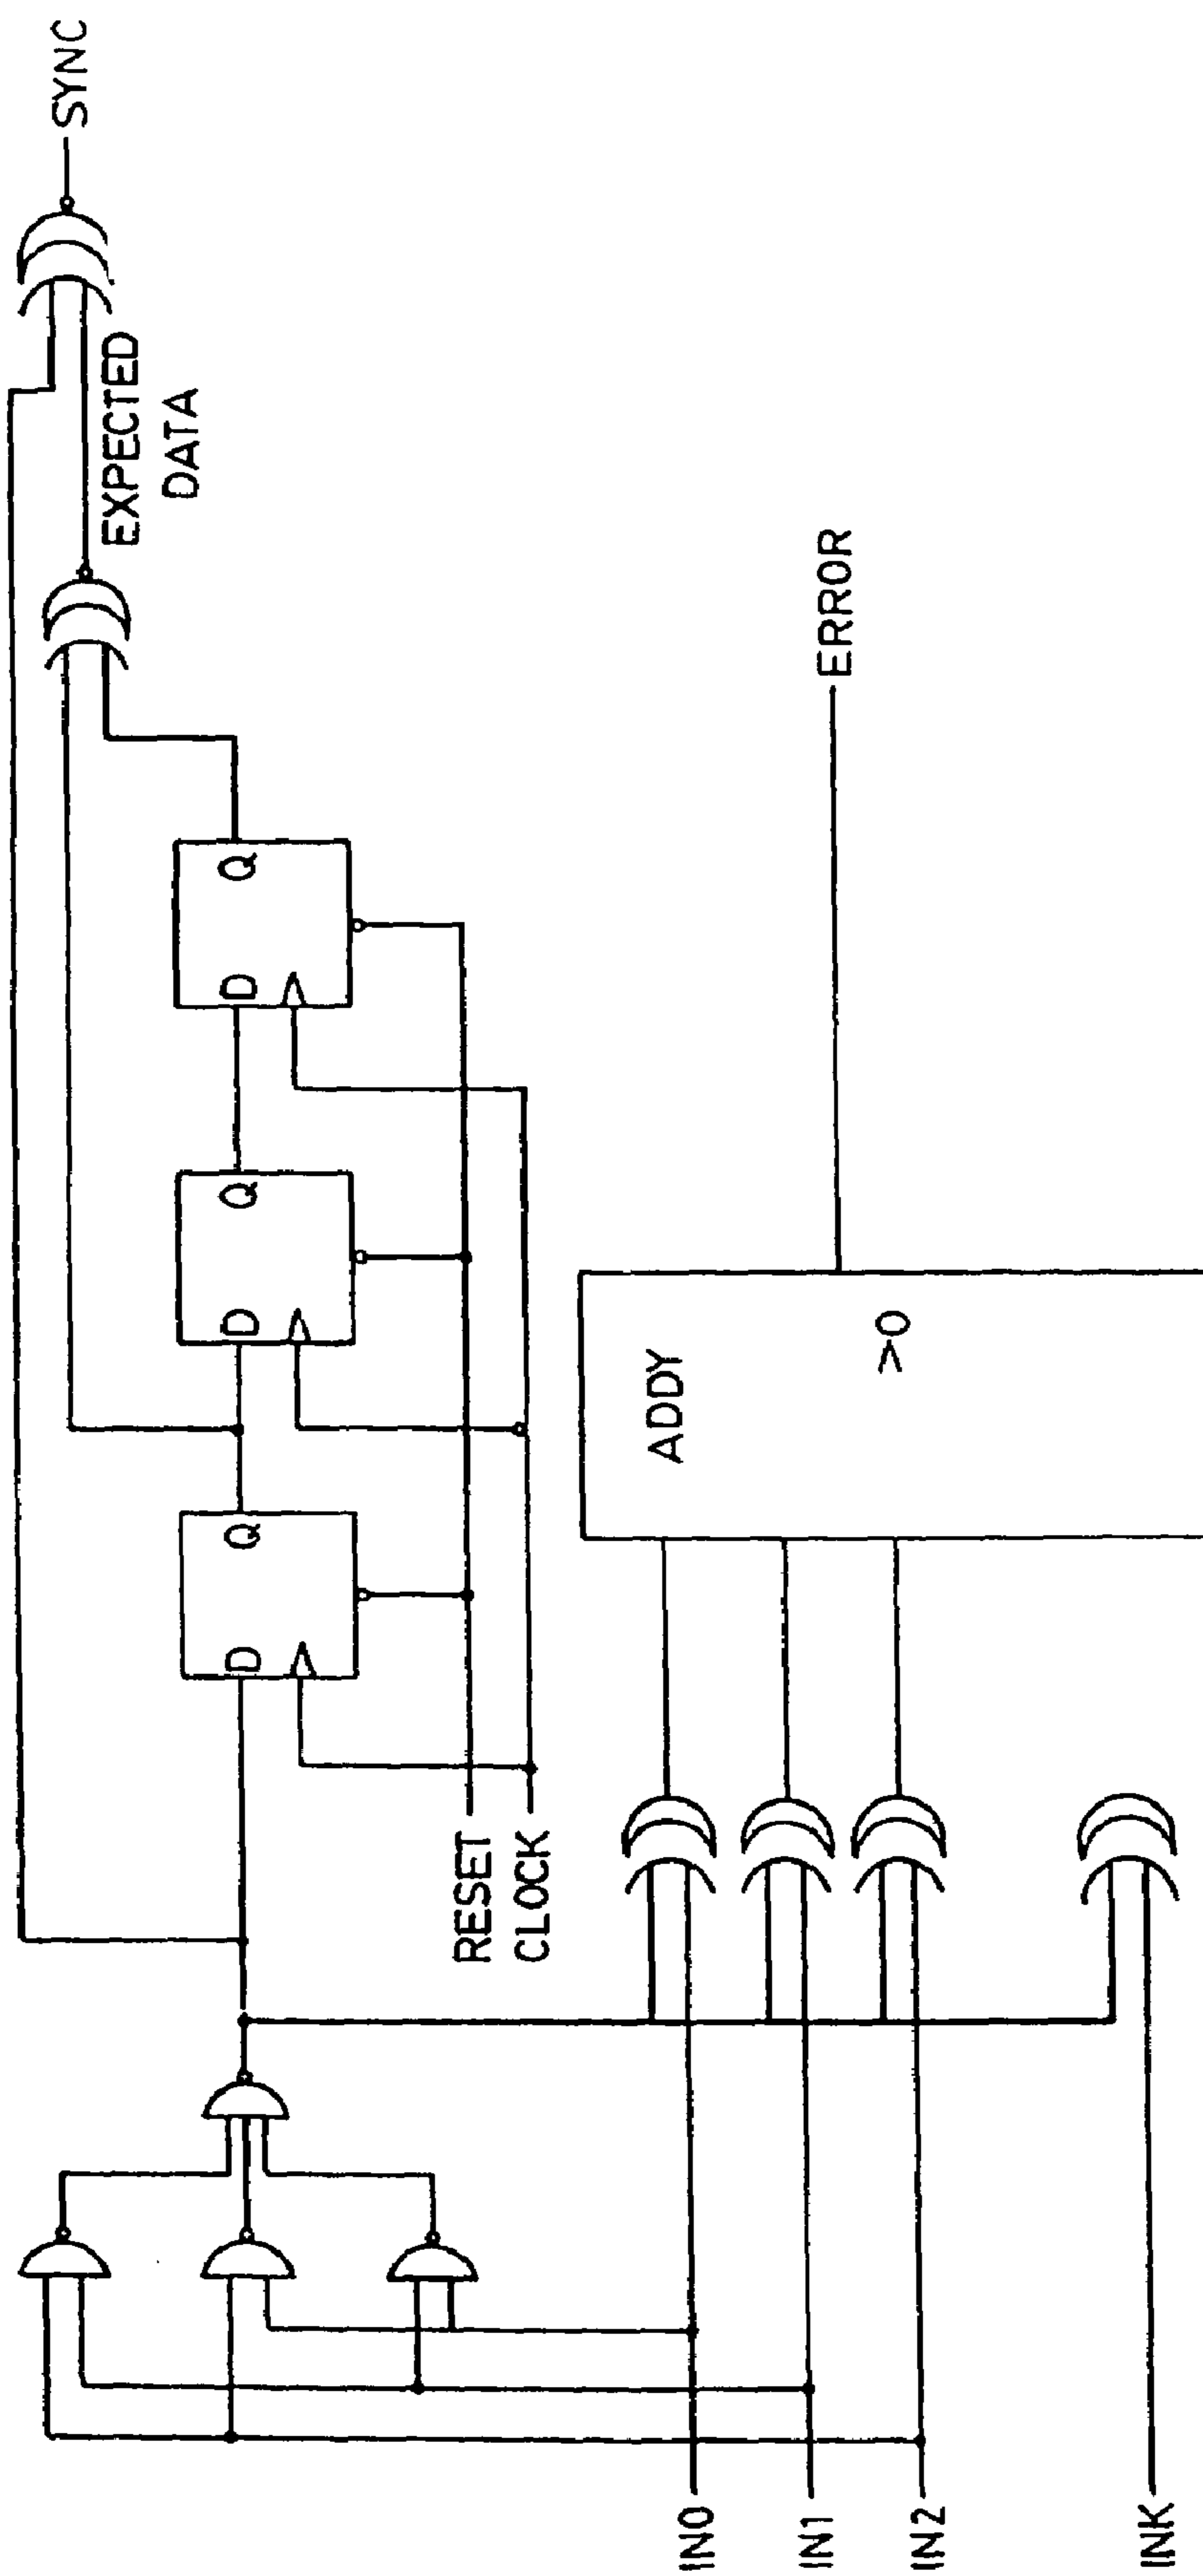 SYNC
EXPECTED
DATA
D Q
D Q
D Q
RESET
CLOCK
ERROR
ADDY
>0
IN0
IN1
IN2
INK